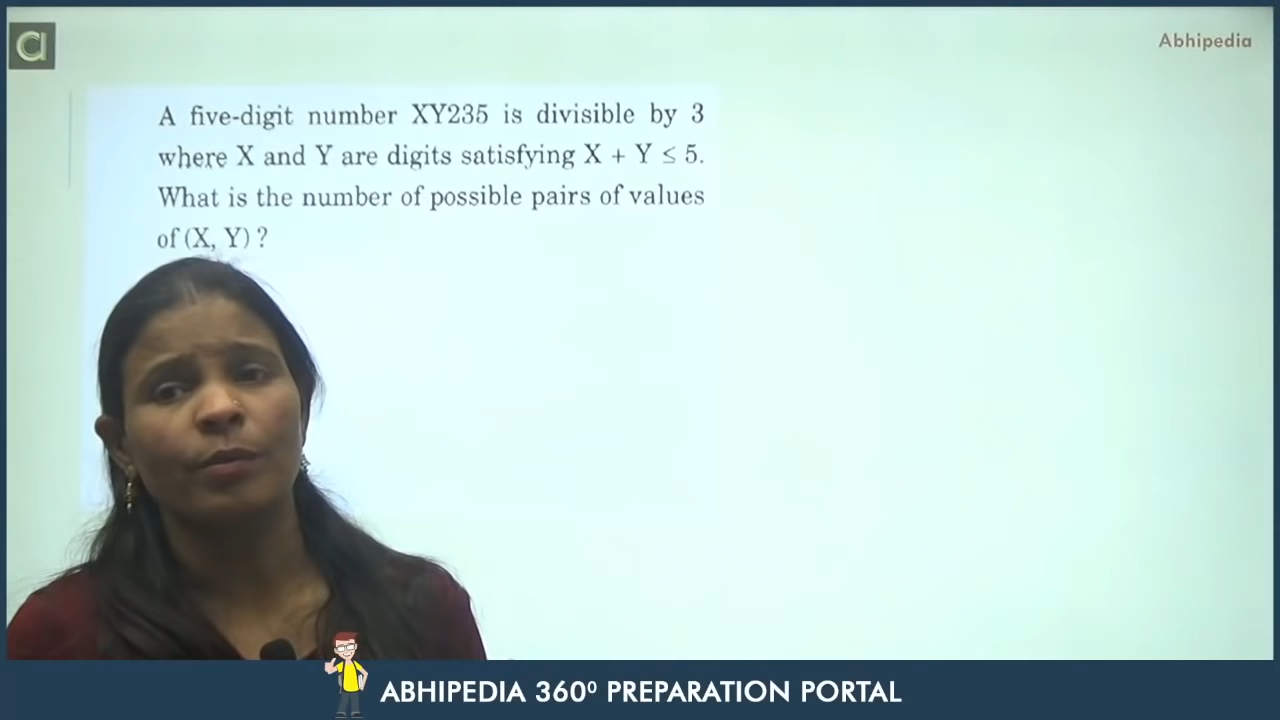 Abhipedia
A five-digit number XY235 is divisible by 3
where X and Y are digits satisfying X + Y ≤ 5.
What is the number of possible pairs of values
of (X, Y) ?
ABHIPEDIA 360⁰ PREPARATION PORTAL